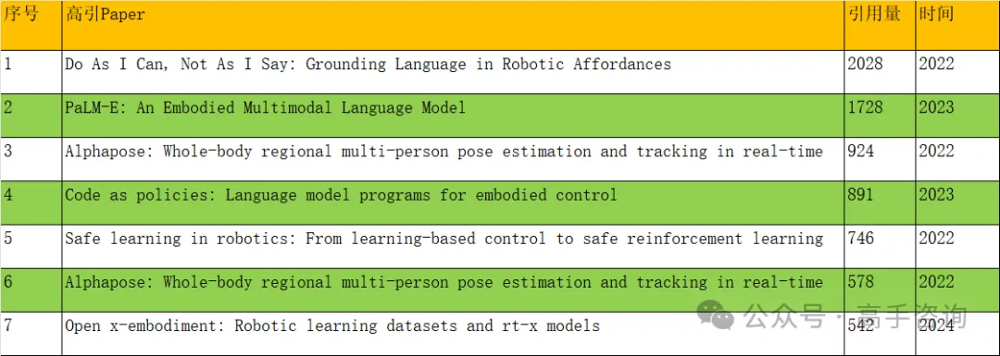 序号 高引Paper 引用量 时间
1 Do As I Can, Not As I Say: Grounding Language in Robotic Affordances 2028 2022
2 PaLM-E: An Embodied Multimodal Language Model 1728 2023
3 Alphapose: Whole-body regional multi-person pose estimation and tracking in real-time 924 2022
4 Code as policies: Language model programs for embodied control 891 2023
5 Safe learning in robotics: From learning-based control to safe reinforcement learning 746 2022
6 Alphapose: Whole-body regional multi-person pose estimation and tracking in real-time 578 2022
7 Open x-embodiment: Robotic learning datasets and rt-x models 542 2024
公众号·高手咨询